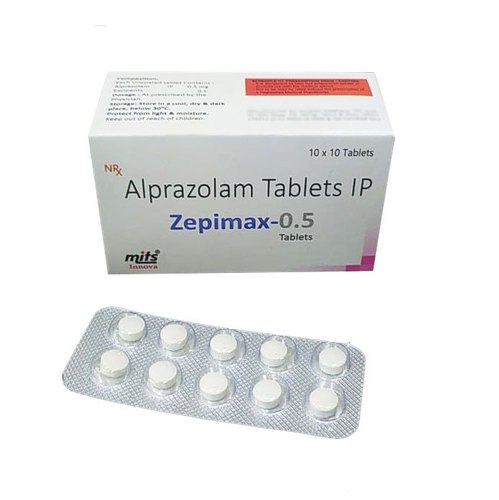 Composition:
Each Uncoated tablet contains:
Alprazolam IP 0.5 mg
Excipients q.s.
Dosage: As prescribed by the
Physician.
Storage: Store in a cool, dry & dark
place, below 30°C.
Protect from light & moisture.
Keep out of reach of children.
10 x 10 Tablets
NRx
Alprazolam Tablets IP
Zepimax-0.5
Tablets
mits
Innova